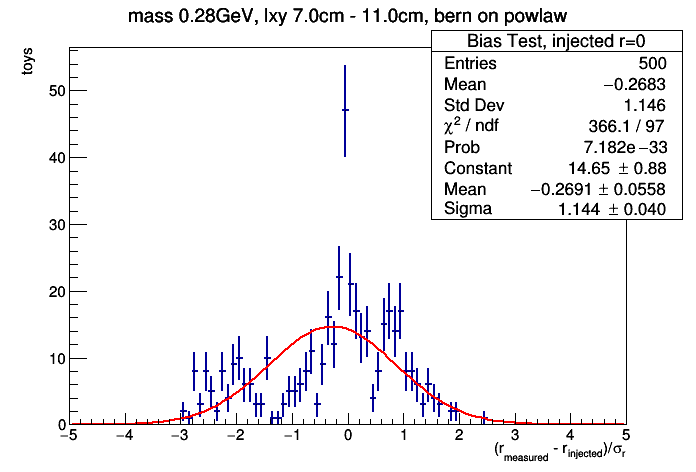 mass 0.28GeV, lxy 7.0cm - 11.0cm, bern on powlaw
Bias Test, injected r=0
Entries 500
Mean −0.2683
Std Dev 1.146
χ² / ndf 366.1 / 97
Prob 7.182e−33
Constant 14.65 ± 0.88
Mean −0.2691 ± 0.0558
Sigma 1.144 ± 0.040
toys
50
40
30
20
10
0
−5 −4 −3 −2 −1 0 1 2 3 4 5
(r_measured - r_injected)/σ_r